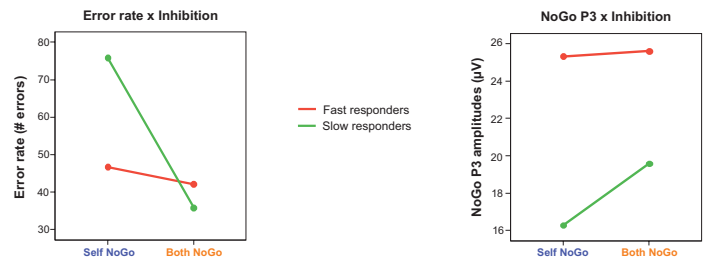 Error rate x Inhibition
Error rate (# errors)
80
70
60
50
40
30
Self NoGo
Both NoGo
Fast responders
Slow responders
NoGo P3 x Inhibition
NoGo P3 amplitudes (µV)
26
24
22
20
18
16
Self NoGo
Both NoGo